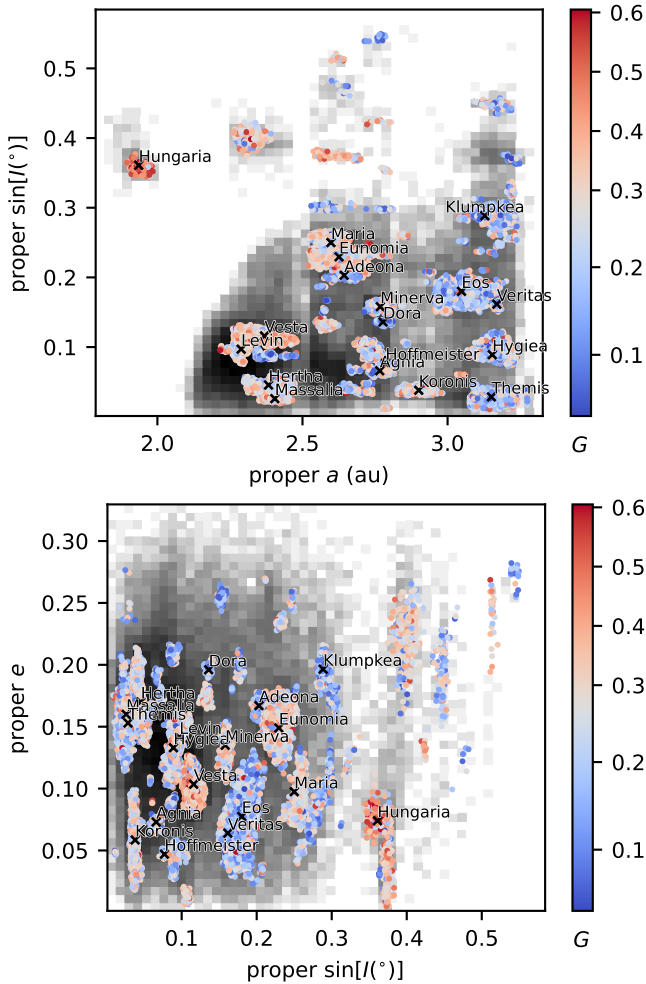 0.6
0.5
0.5
0.4
0.4
Hungaria
0.3
0.3
Klumpkea
Maria
Eunomia
Adeona
0.2
0.2
Eos
Veritas
Minerva
Dora
Vesta
Levin
Hygiea
Hoffmeister
Agnia
0.1
0.1
Hertha
Massalia
Koronis
Themis
2.0
2.5
3.0
G
proper a (au)
proper sin[I(°)]
0.6
0.30
0.5
0.25
0.4
0.20
Dora
Klumpkea
Hertha
Massalia
Themis
Adeona
0.3
0.15
Eunomia
Levin
Hygiea
Minerva
Vesta
Maria
0.2
0.10
Eos
Veritas
Hungaria
Agnia
Koronis
Hoffmeister
0.05
0.1
0.1
0.2
0.3
0.4
0.5
G
proper sin[I(°)]
proper e